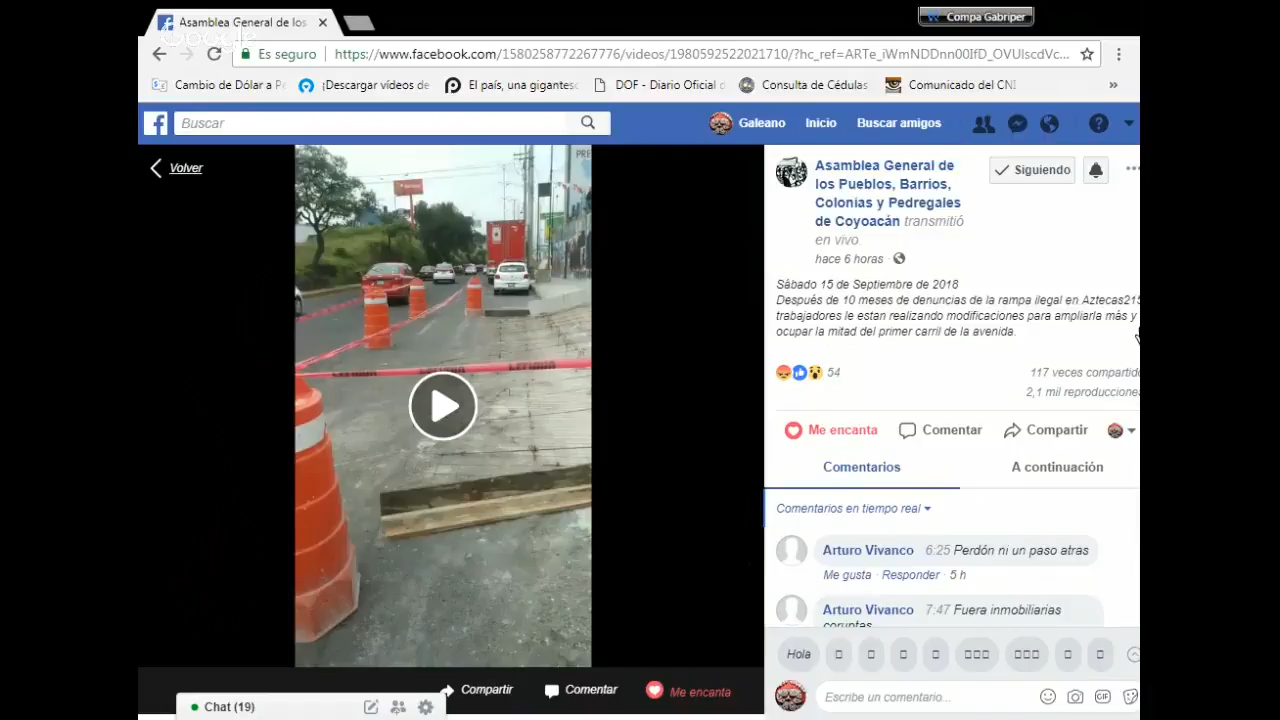 Asamblea General de los
Compa Gabriper
Google
Es seguro
https://www.facebook.com/1580258772267776/videos/1980592522021710/?hc_ref=ARTe_iWmNDDnn00IfD_OVUlscdVc...
Cambio de Dólar a Pe
¡Descargar vídeos de
El país, una gigantesc
DOF - Diario Oficial d
Consulta de Cédulas
Comunicado del CNI
»
Buscar
Galeano
Inicio
Buscar amigos
Volver
PRE
Asamblea General de
los Pueblos, Barrios,
Colonias y Pedregales
de Coyoacán transmitió
en vivo
hace 6 horas
Siguiendo
Sábado 15 de Septiembre de 2018
Después de 10 meses de denuncias de la rampa ilegal en Aztecas215
trabajadores le estan realizando modificaciones para ampliarla más y
ocupar la mitad del primer carril de la avenida.
54
117 veces compartido
2,1 mil reproducciones
Me encanta
Comentar
Compartir
Comentarios
A continuación
Comentarios en tiempo real
Arturo Vivanco 6:25 Perdón ni un paso atras
Me gusta · Responder · 5 h
Arturo Vivanco 7:47 Fuera inmobiliarias
corruptas
Hola
Escribe un comentario...
GIF
Compartir
Comentar
Me encanta
Chat (19)